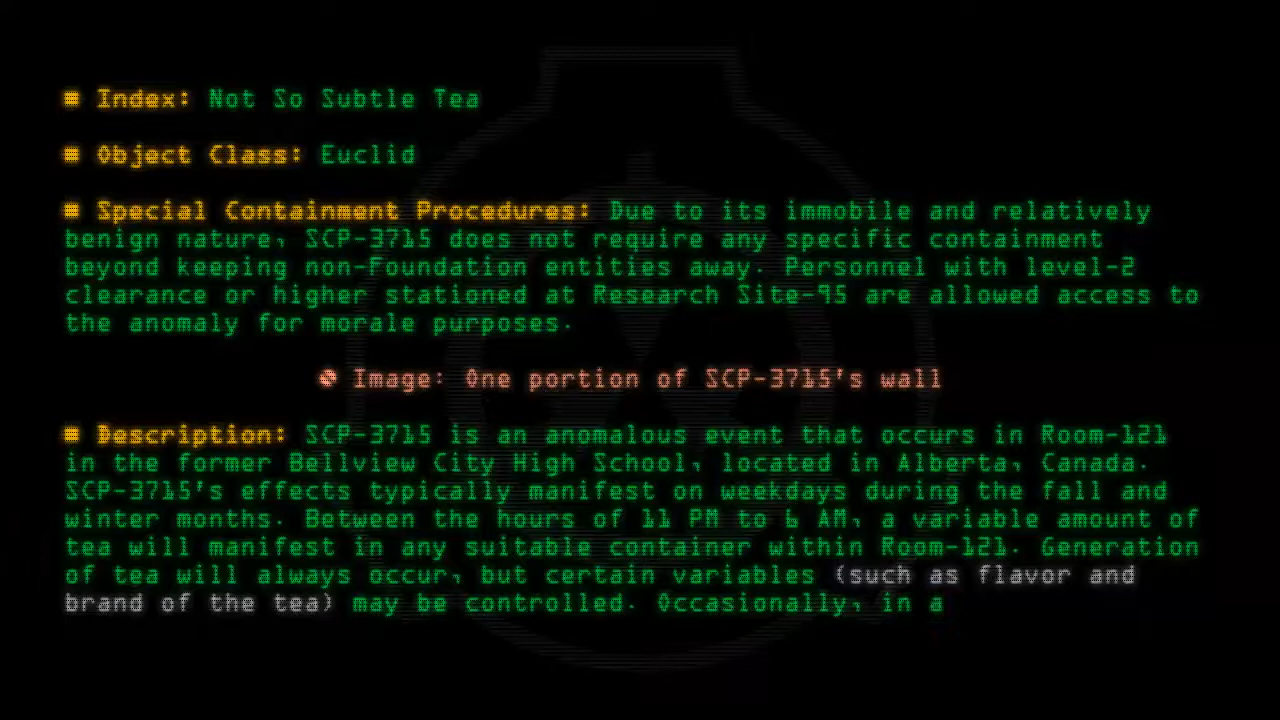 ■ Index: Not So Subtle Tea
■ Object Class: Euclid
■ Special Containment Procedures: Due to its immobile and relatively
benign nature, SCP-3715 does not require any specific containment
beyond keeping non-foundation entities away. Personnel with level-2
clearance or higher stationed at Research Site-95 are allowed access to
the anomaly for morale purposes.
Image: One portion of SCP-3715's wall
■ Description: SCP-3715 is an anomalous event that occurs in Room-121
in the former Bellview City High School, located in Alberta, Canada.
SCP-3715's effects typically manifest on weekdays during the fall and
winter months. Between the hours of 11 PM to 6 AM, a variable amount of
tea will manifest in any suitable container within Room-121. Generation
of tea will always occur, but certain variables (such as flavor and
brand of the tea) may be controlled. Occasionally, in a